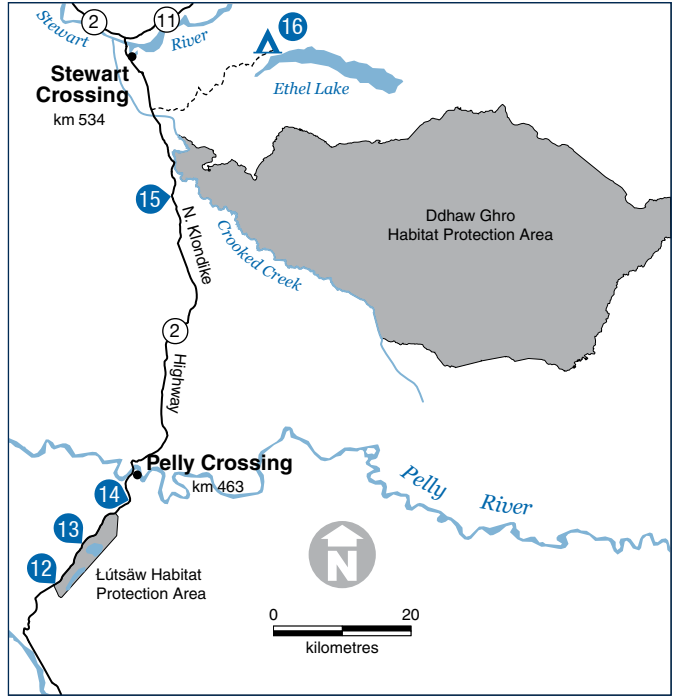 2
11
16
Stewart
River
Stewart
Crossing
km 534
Ethel Lake
15
N. Klondike
Ddhaw Ghro
Habitat Protection Area
Crooked Creek
2
Highway
Pelly Crossing
km 463
Pelly River
14
13
12
Łútsäw Habitat
Protection Area
N
0 20
kilometres